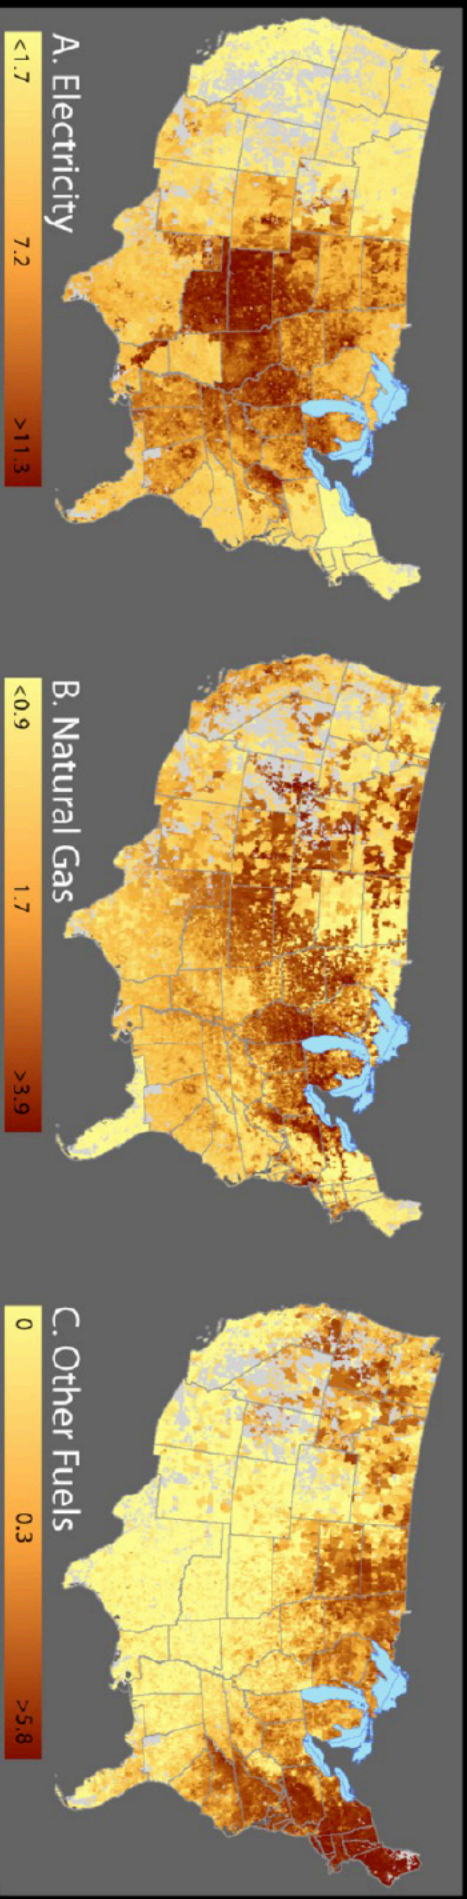 A. Electricity
<1.7 7.2 >11.3
B. Natural Gas
<0.9 1.7 >3.9
C. Other Fuels
0 0.3 >5.8